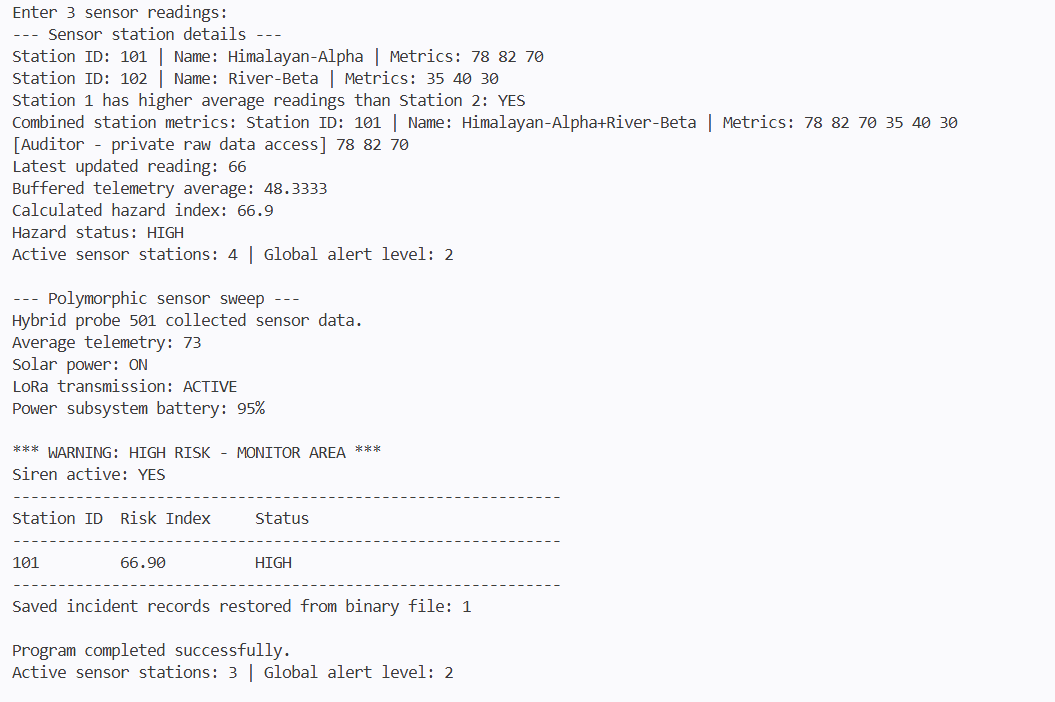 Enter 3 sensor readings:
--- Sensor station details ---
Station ID: 101 | Name: Himalayan-Alpha | Metrics: 78 82 70
Station ID: 102 | Name: River-Beta | Metrics: 35 40 30
Station 1 has higher average readings than Station 2: YES
Combined station metrics: Station ID: 101 | Name: Himalayan-Alpha+River-Beta | Metrics: 78 82 70 35 40 30
[Auditor - private raw data access] 78 82 70
Latest updated reading: 66
Buffered telemetry average: 48.3333
Calculated hazard index: 66.9
Hazard status: HIGH
Active sensor stations: 4 | Global alert level: 2

--- Polymorphic sensor sweep ---
Hybrid probe 501 collected sensor data.
Average telemetry: 73
Solar power: ON
LoRa transmission: ACTIVE
Power subsystem battery: 95%

*** WARNING: HIGH RISK - MONITOR AREA ***
Siren active: YES
-------------------------------------------------------------
Station ID  Risk Index     Status
-------------------------------------------------------------
101         66.90          HIGH
-------------------------------------------------------------
Saved incident records restored from binary file: 1

Program completed successfully.
Active sensor stations: 3 | Global alert level: 2